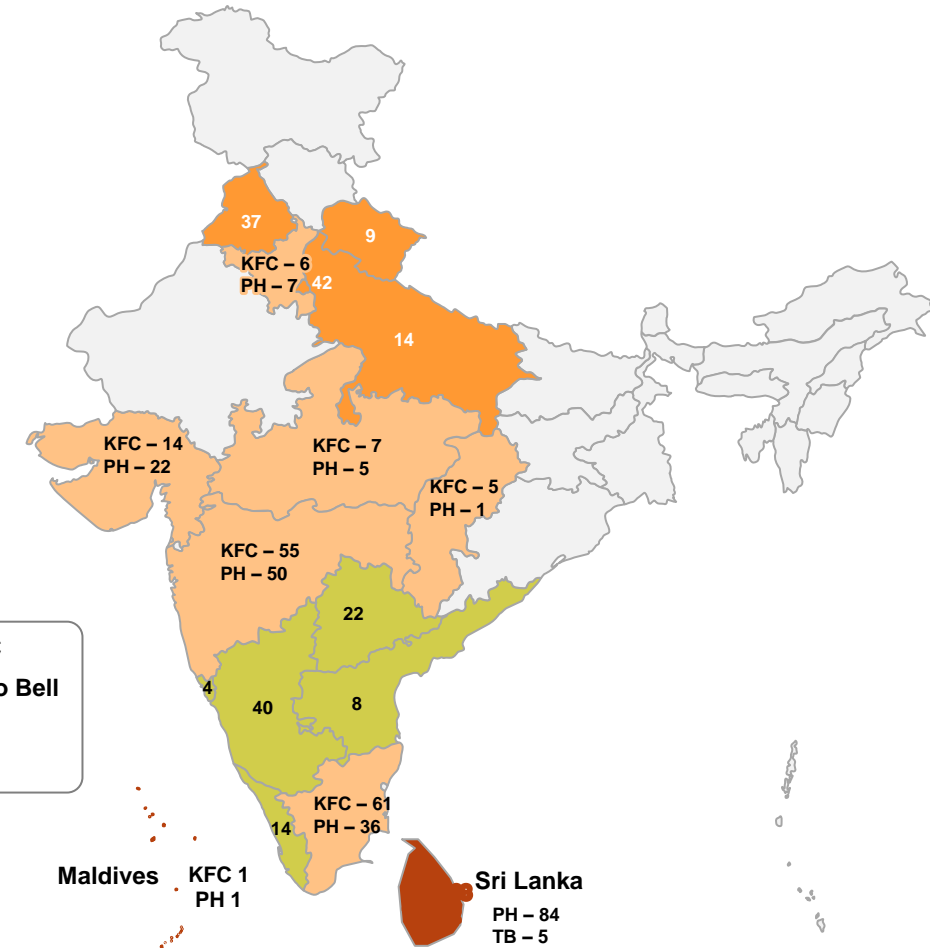 37
9
KFC – 6
PH – 7
42
14
KFC – 14
PH – 22
KFC – 7
PH – 5
KFC – 5
PH – 1
KFC – 55
PH – 50
22
Bell
4
40
8
KFC – 61
PH – 36
14
Maldives
KFC 1
PH 1
Sri Lanka
PH – 84
TB – 5